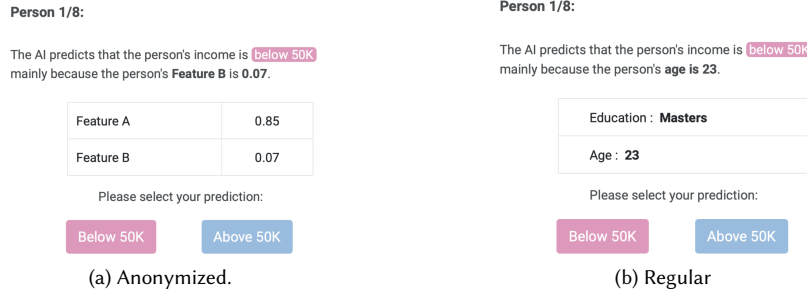 Person 1/8:
The AI predicts that the person's income is below 50K
mainly because the person's Feature B is 0.07.
Feature A 0.85
Feature B 0.07
Please select your prediction:
Below 50K Above 50K
(a) Anonymized.
Person 1/8:
The AI predicts that the person's income is below 50K
mainly because the person's age is 23.
Education : Masters
Age : 23
Please select your prediction:
Below 50K Above 50K
(b) Regular